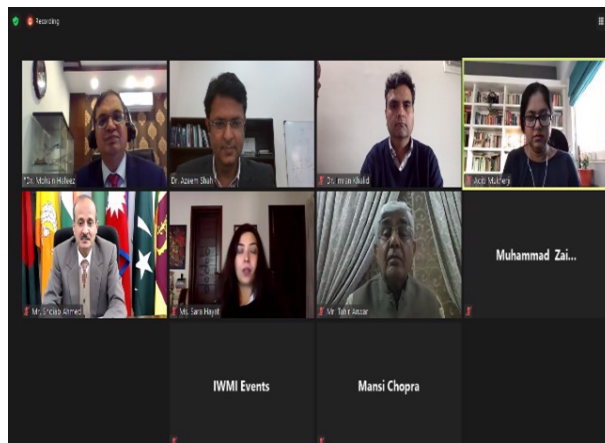 Recording
Dr. Mohsin Hafeez
Dr. Azeem Shah
Dr. Imran Khalid
Aditi Mukherji
Mr. Shoaib Ahmed
Ms. Sara Hayat
Mr. Tahir Anwar
Muhammad Zai...
IWMI Events
Mansi Chopra